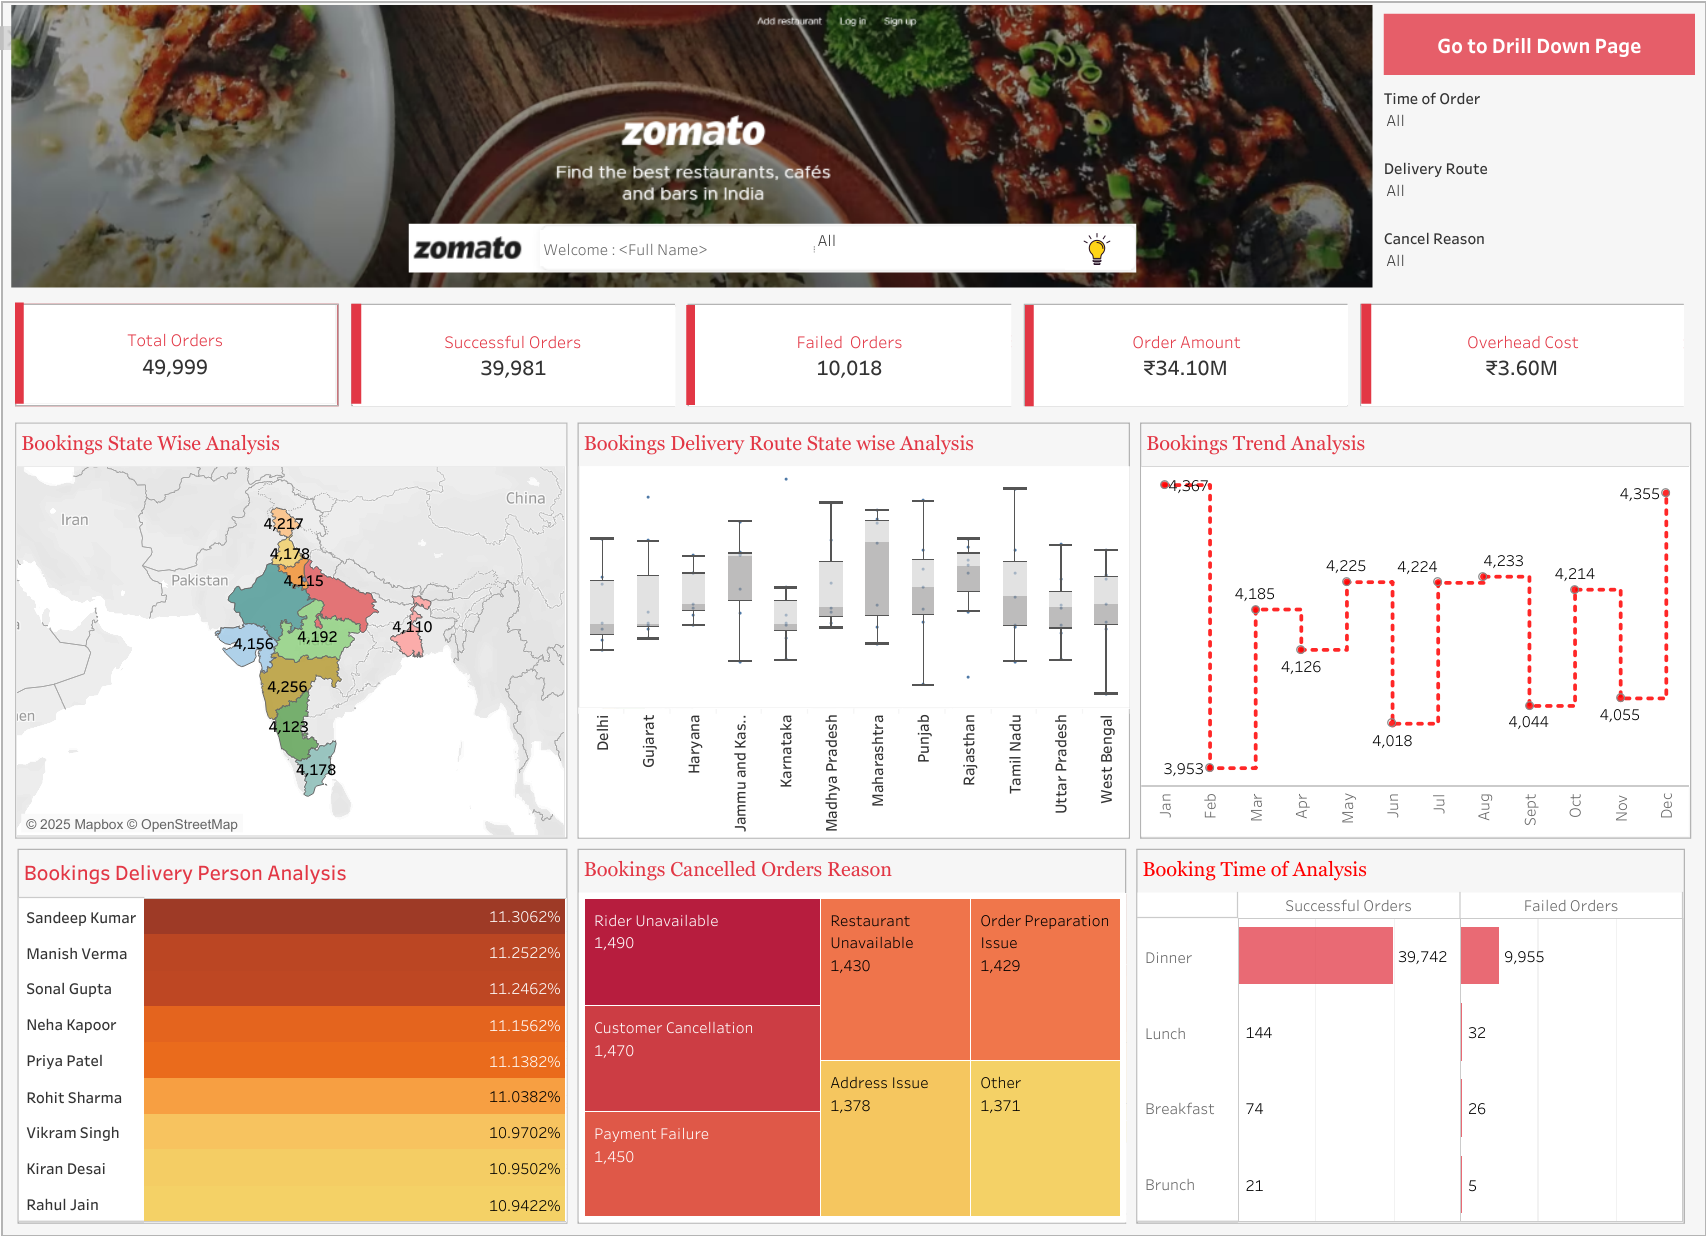 Add restaurant Log in Sign up
zomato
Find the best restaurants, cafés
and bars in India
zomato Welcome : <Full Name> All
Go to Drill Down Page
Time of Order
All
Delivery Route
All
Cancel Reason
All
Total Orders
49,999
Successful Orders
39,981
Failed Orders
10,018
Order Amount
₹34.10M
Overhead Cost
₹3.60M
Bookings State Wise Analysis
China
Iran
4,217
4,178
Pakistan
4,115
4,110
4,192
4,156
4,256
4,123
4,178
en
© 2025 Mapbox © OpenStreetMap
Bookings Delivery Route State wise Analysis
Delhi
Gujarat
Haryana
Jammu and Kas..
Karnataka
Madhya Pradesh
Maharashtra
Punjab
Rajasthan
Tamil Nadu
Uttar Pradesh
West Bengal
Bookings Trend Analysis
4,367
3,953
4,185
4,126
4,225
4,018
4,224
4,233
4,044
4,214
4,055
4,355
Jan
Feb
Mar
Apr
May
Jun
Jul
Aug
Sept
Oct
Nov
Dec
Bookings Delivery Person Analysis
Sandeep Kumar 11.3062%
Manish Verma 11.2522%
Sonal Gupta 11.2462%
Neha Kapoor 11.1562%
Priya Patel 11.1382%
Rohit Sharma 11.0382%
Vikram Singh 10.9702%
Kiran Desai 10.9502%
Rahul Jain 10.9422%
Bookings Cancelled Orders Reason
Rider Unavailable
1,490
Customer Cancellation
1,470
Payment Failure
1,450
Restaurant
Unavailable
1,430
Order Preparation
Issue
1,429
Address Issue
1,378
Other
1,371
Booking Time of Analysis
Successful Orders Failed Orders
Dinner 39,742 9,955
Lunch 144 32
Breakfast 74 26
Brunch 21 5